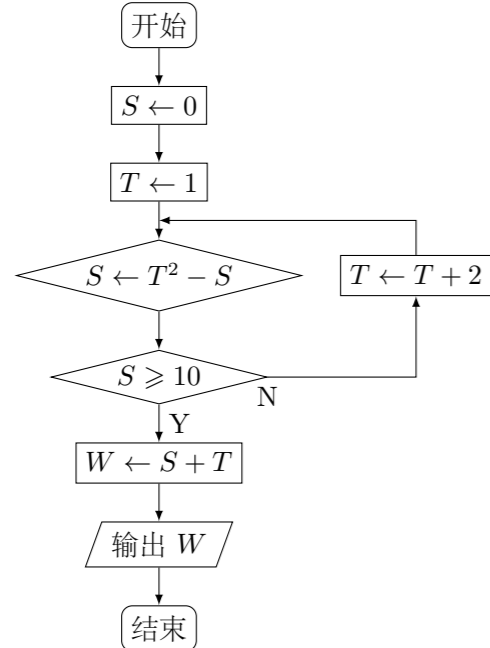 开始
S ← 0
T ← 1
S ← T² − S
T ← T + 2
S ⩾ 10
N
Y
W ← S + T
输出 W
结束